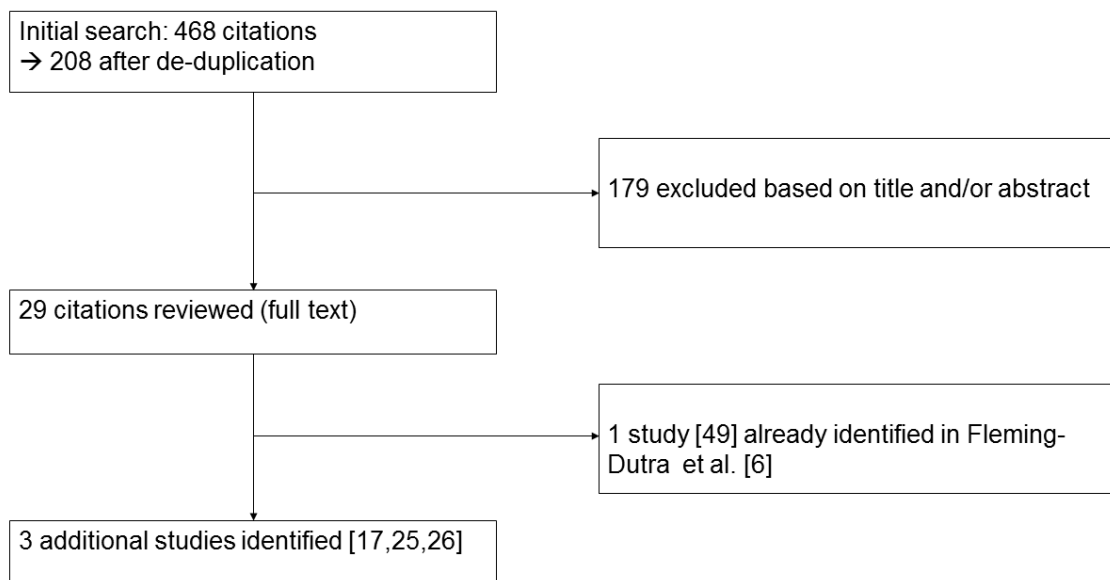 Initial search: 468 citations
→ 208 after de-duplication
179 excluded based on title and/or abstract
29 citations reviewed (full text)
1 study [49] already identified in Fleming-
Dutra et al. [6]
3 additional studies identified [17,25,26]